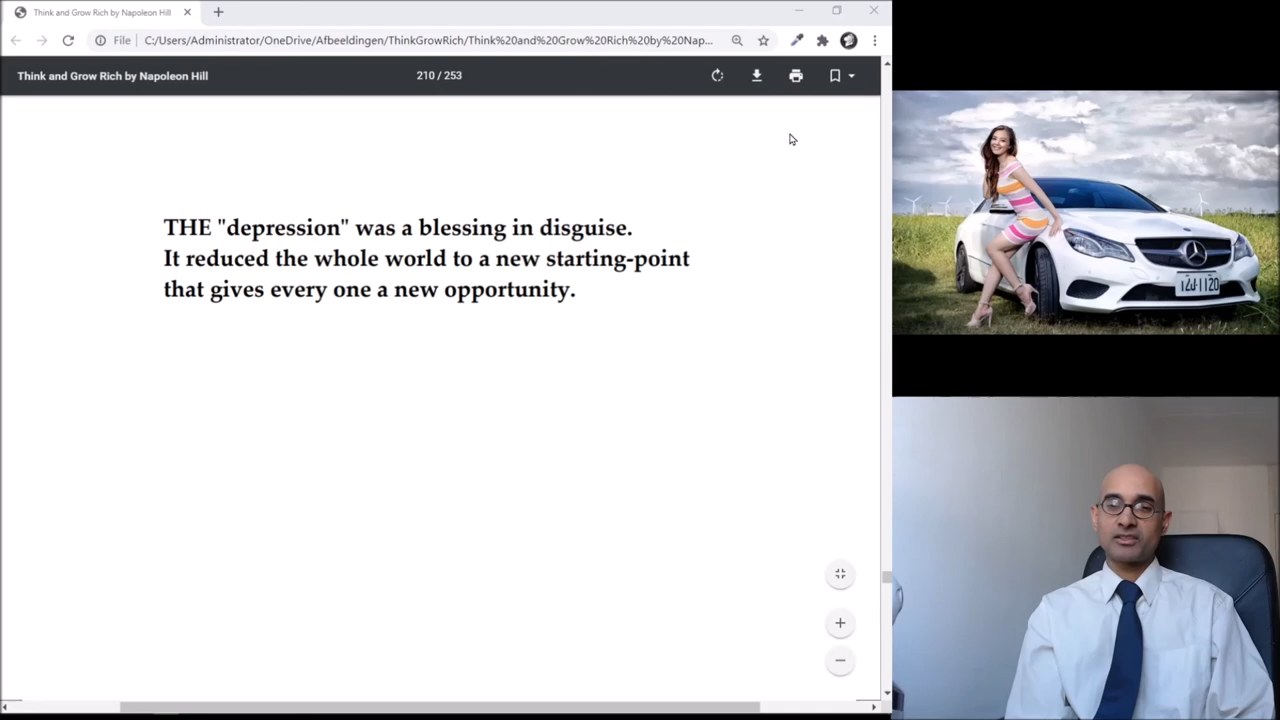 Think and Grow Rich by Napoleon Hill
File
C:/Users/Administrator/OneDrive/Afbeeldingen/ThinkGrowRich/Think%20and%20Grow%20Rich%20by%20Nap...
Think and Grow Rich by Napoleon Hill
210 / 253
THE "depression" was a blessing in disguise.
It reduced the whole world to a new starting-point
that gives every one a new opportunity.